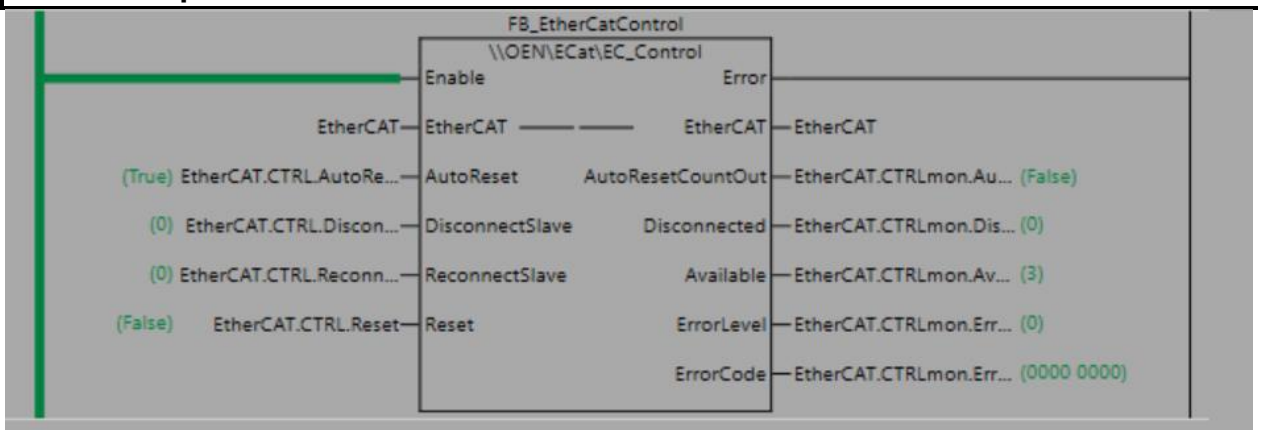 FB_EtherCatControl
\\OEN\ECat\EC_Control
Enable Error
EtherCAT EtherCAT EtherCAT EtherCAT
(True) EtherCAT.CTRL.AutoRe... AutoReset AutoResetCountOut EtherCAT.CTRLmon.Au... (False)
(0) EtherCAT.CTRL.Discon... DisconnectSlave Disconnected EtherCAT.CTRLmon.Dis... (0)
(0) EtherCAT.CTRL.Reconn... ReconnectSlave Available EtherCAT.CTRLmon.Av... (3)
(False) EtherCAT.CTRL.Reset Reset ErrorLevel EtherCAT.CTRLmon.Err... (0)
ErrorCode EtherCAT.CTRLmon.Err... (0000 0000)